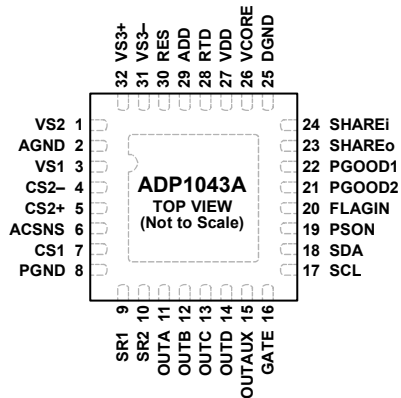 32 VS3+
31 VS3–
30 RES
29 ADD
28 RTD
27 VDD
26 VCORE
25 DGND
VS2 1
AGND 2
VS1 3
CS2– 4
CS2+ 5
ACSNS 6
CS1 7
PGND 8
ADP1043A
TOP VIEW
(Not to Scale)
24 SHAREi
23 SHAREo
22 PGOOD1
21 PGOOD2
20 FLAGIN
19 PSON
18 SDA
17 SCL
SR1 9
SR2 10
OUTA 11
OUTB 12
OUTC 13
OUTD 14
OUTAUX 15
GATE 16